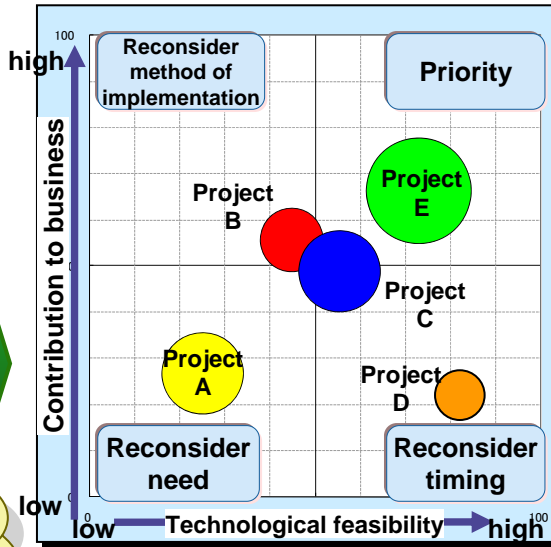 100
high
Reconsider
method of
implementation
Priority
Contribution to business
Project
B
Project
E
Project
C
Project
A
Project
D
Reconsider
need
Reconsider
timing
low
0
100
low
Technological feasibility
high